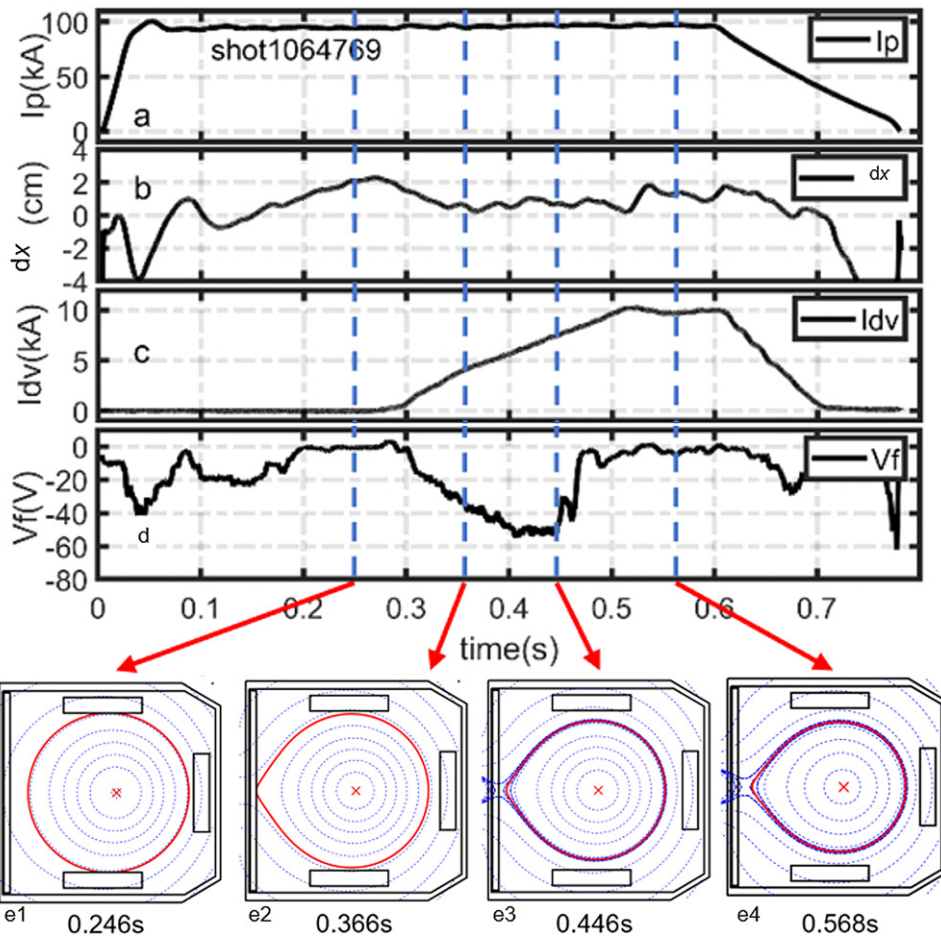 100
50
0
Ip(kA)
shot1064769
Ip
a
4
2
0
-2
-4
dx (cm)
b
dx
10
5
0
Idv(kA)
c
Idv
0
-20
-40
-60
-80
Vf(V)
d
Vf
0 0.1 0.2 0.3 0.4 0.5 0.6 0.7
time(s)
e1 0.246s
e2 0.366s
e3 0.446s
e4 0.568s